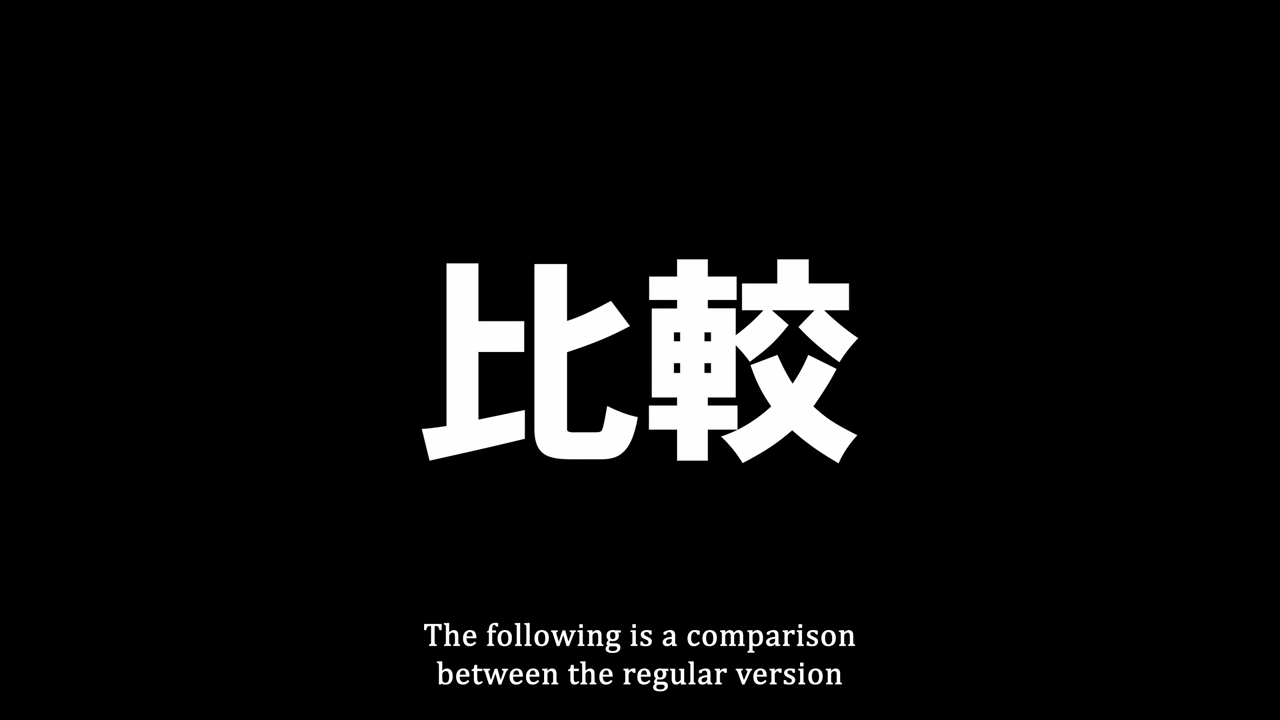 比較
The following is a comparison
between the regular version